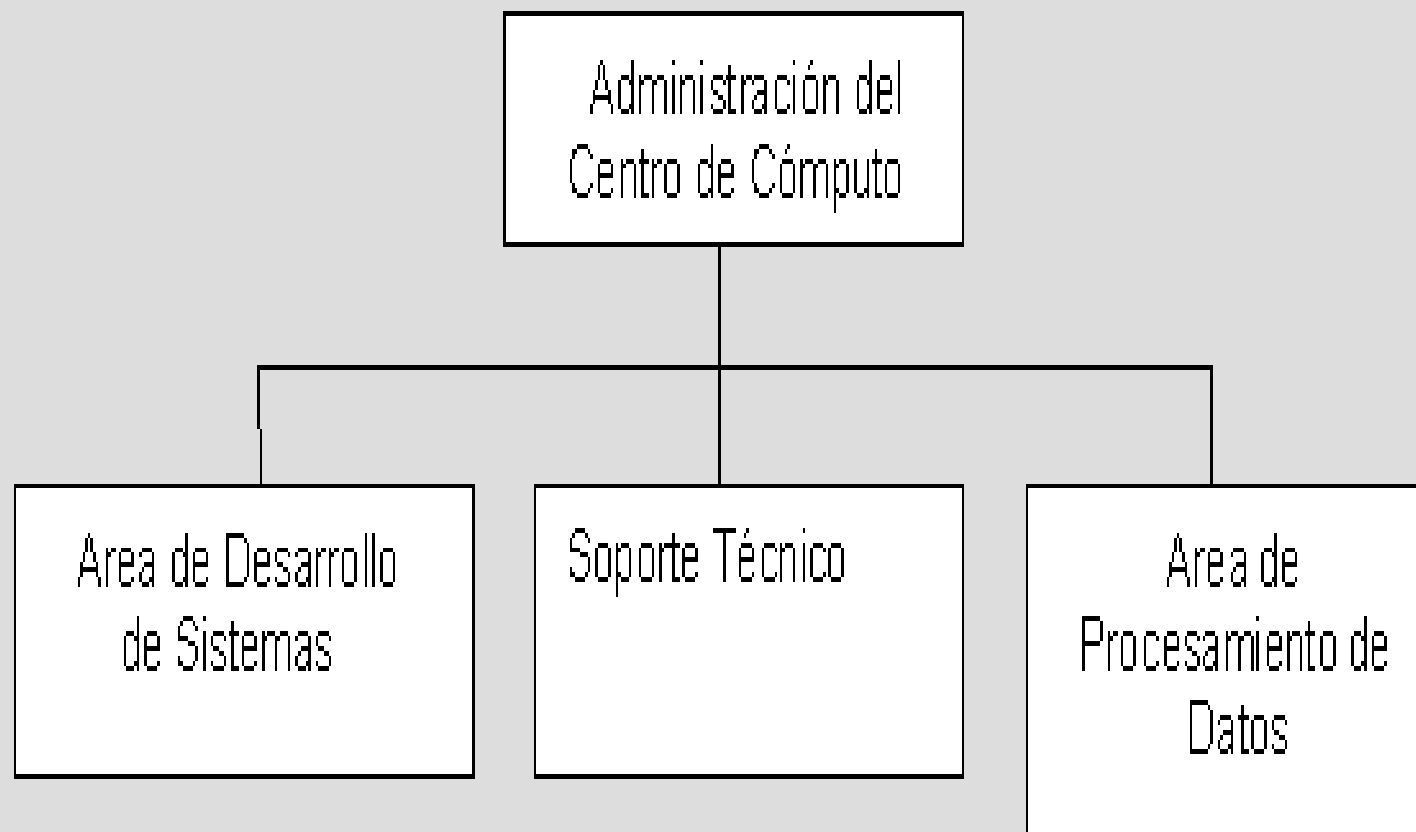 Administración del
Centro de Cómputo
Area de Desarrollo
de Sistemas
Soporte Técnico
Area de
Procesamiento de
Datos